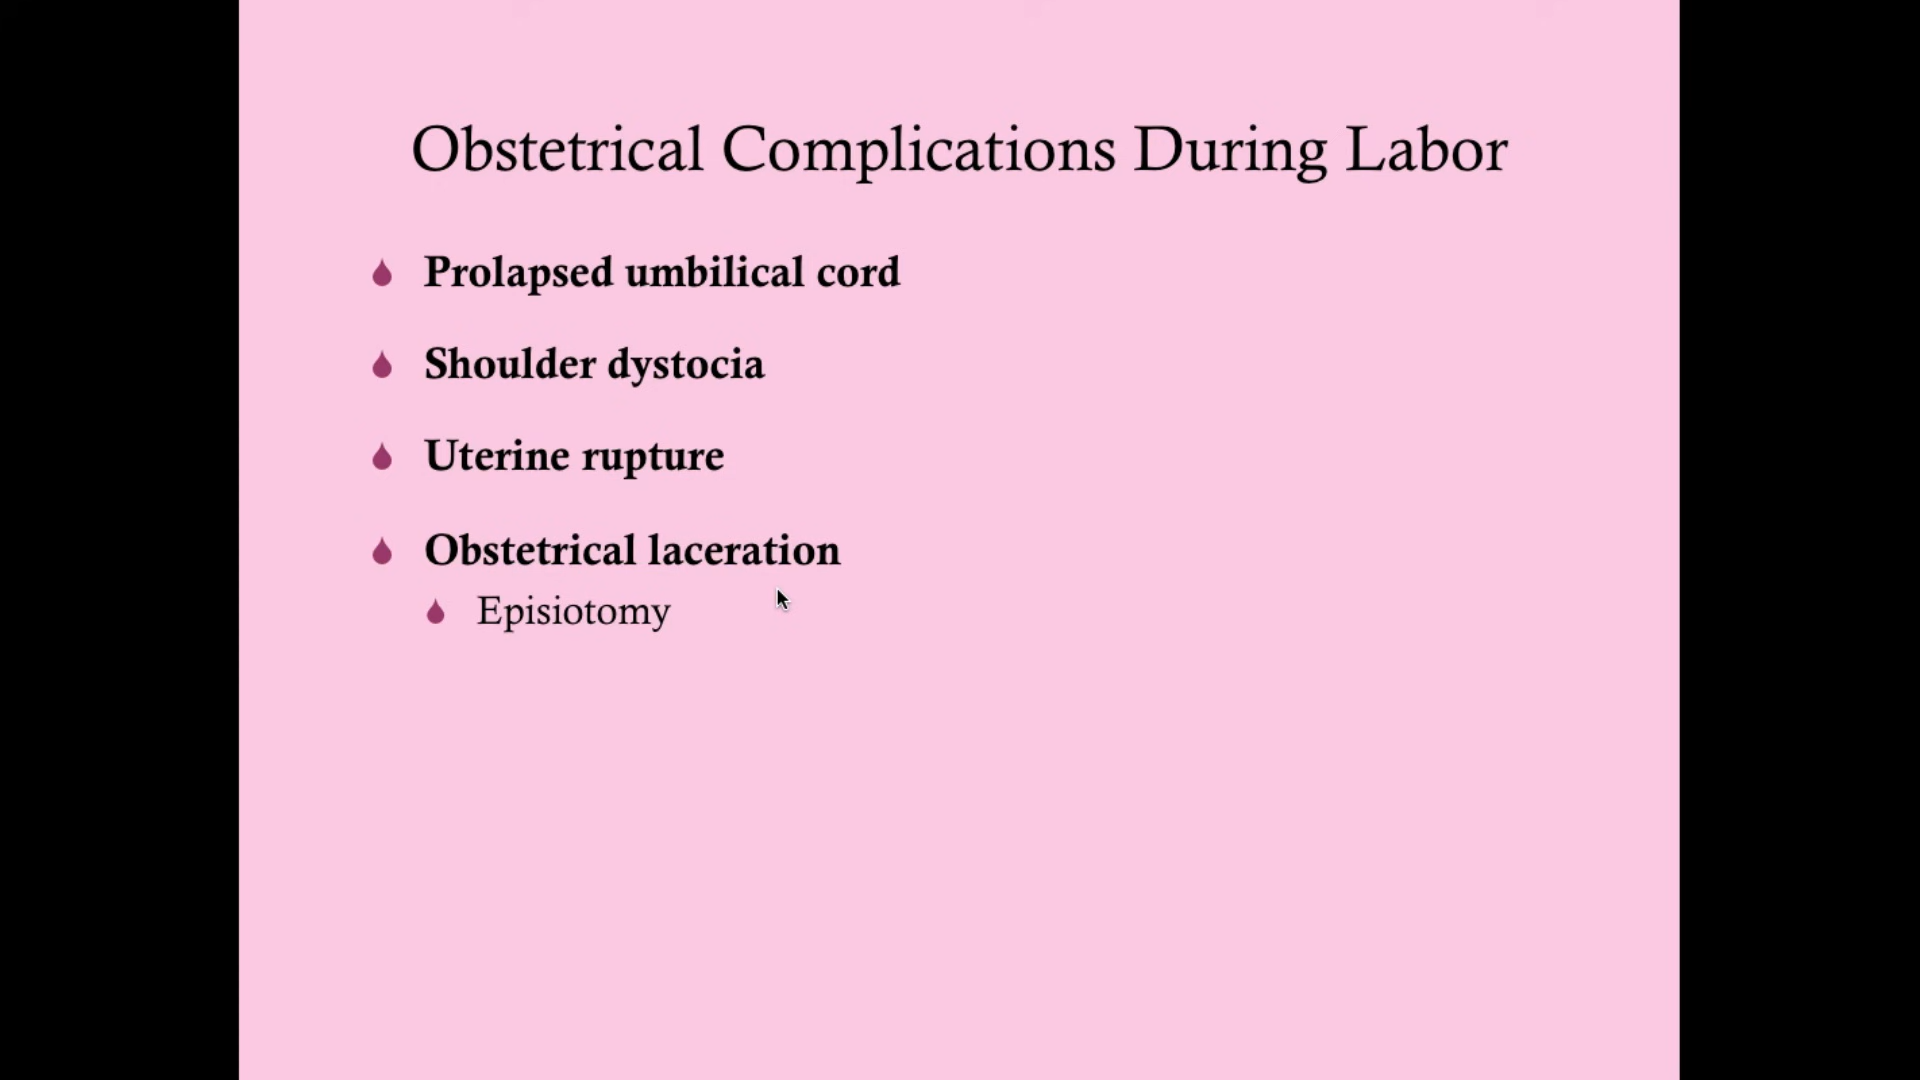 Obstetrical Complications During Labor
Prolapsed umbilical cord
Shoulder dystocia
Uterine rupture
Obstetrical laceration
Episiotomy